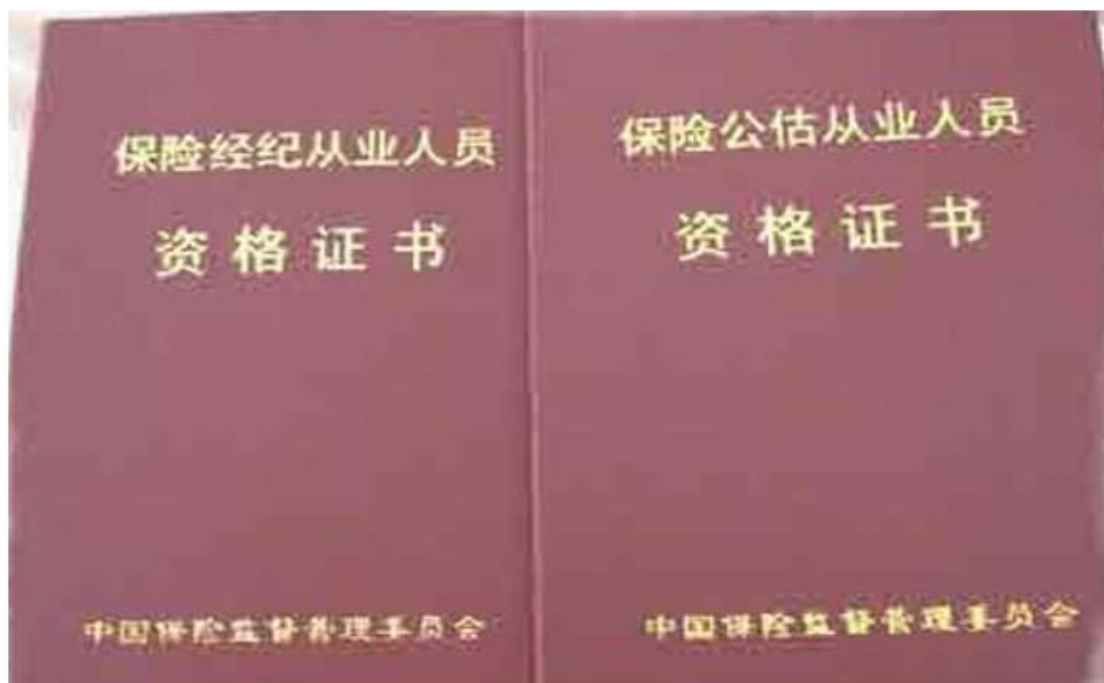 保险经纪从业人员
资格证书
中国保险监督管理委员会
保险公估从业人员
资格证书
中国保险监督管理委员会